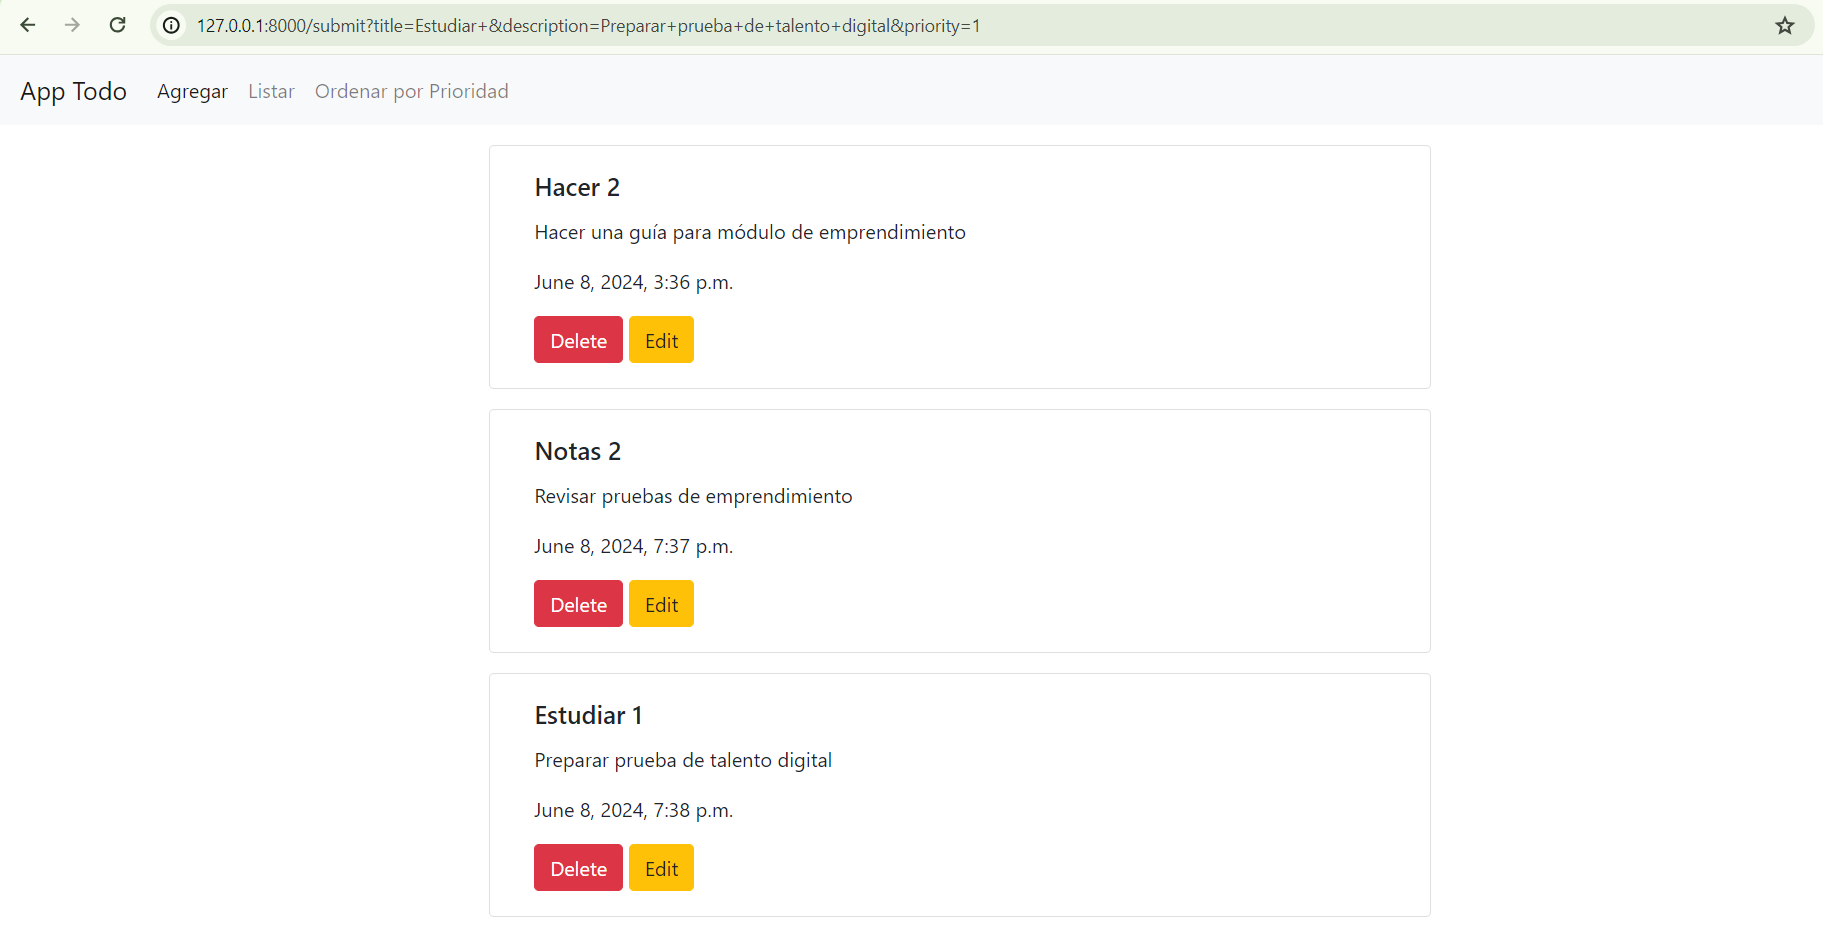 127.0.0.1:8000/submit?title=Estudiar+&description=Preparar+prueba+de+talento+digital&priority=1
App Todo Agregar Listar Ordenar por Prioridad
Hacer 2
Hacer una guía para módulo de emprendimiento
June 8, 2024, 3:36 p.m.
Delete Edit
Notas 2
Revisar pruebas de emprendimiento
June 8, 2024, 7:37 p.m.
Delete Edit
Estudiar 1
Preparar prueba de talento digital
June 8, 2024, 7:38 p.m.
Delete Edit